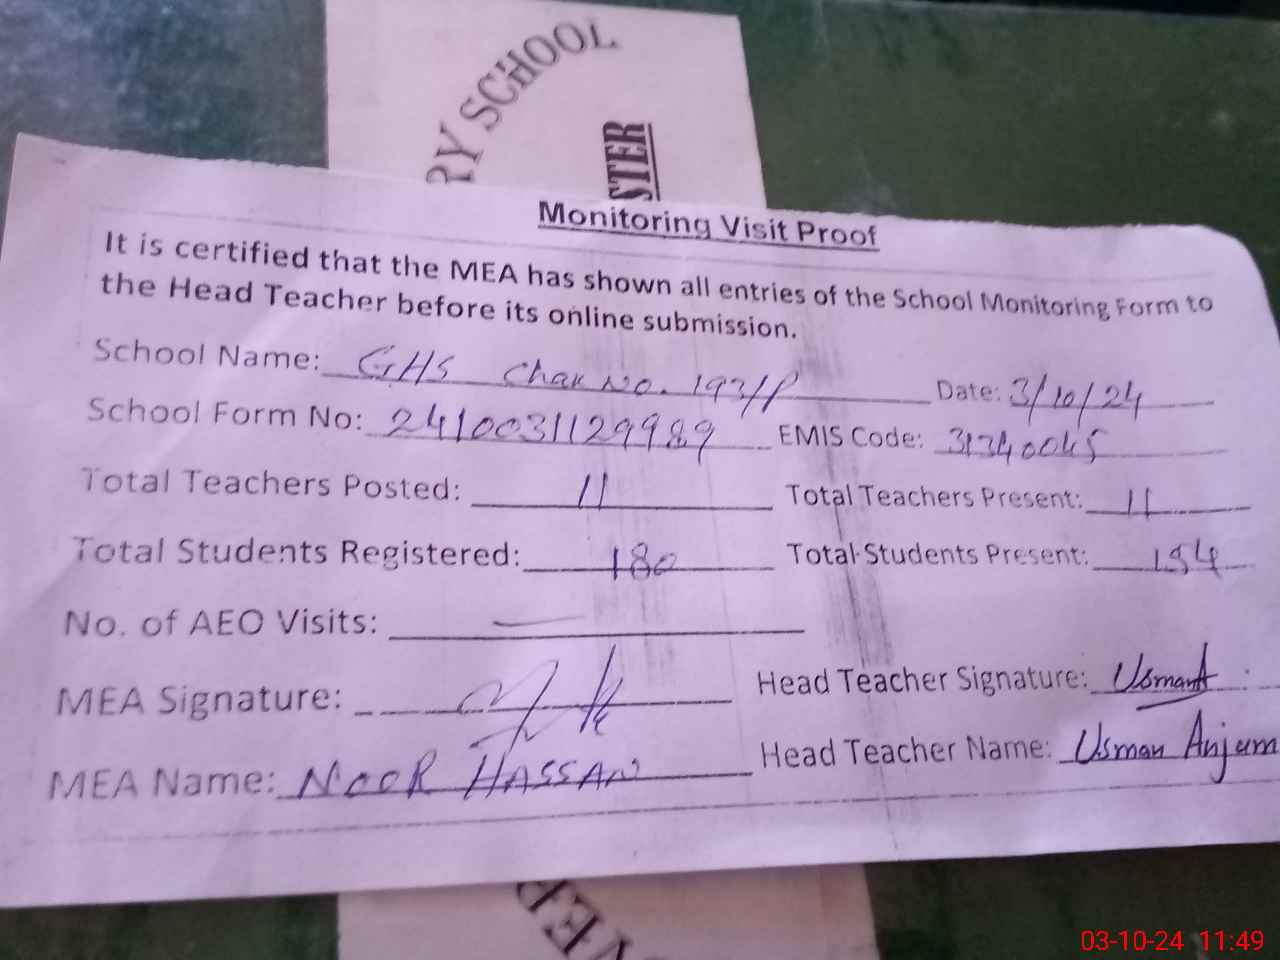 RY SCHOOL
STER
Monitoring Visit Proof
It is certified that the MEA has shown all entries of the School Monitoring Form to
the Head Teacher before its online submission.
School Name: GHS Chak No. 193/P Date: 3/10/24
School Form No: 2410031129989 EMIS Code: 31340045
Total Teachers Posted: 11 Total Teachers Present: 11
Total Students Registered: 180 Total Students Present: 154
No. of AEO Visits: —
MEA Signature: Head Teacher Signature: UsmanA
MEA Name: NOOR HASSAN Head Teacher Name: Usman Anjum
03-10-24 11:49